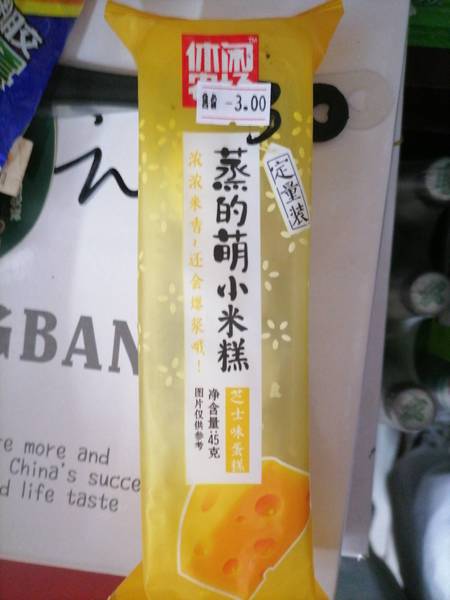 休闲
TM
-3.00
定量装
蒸的萌小米糕
浓浓米香~还会爆浆哦!
净含量:45克
图片仅供参考
芝士味蛋糕
GBAN
re more and
China's succe
d life taste